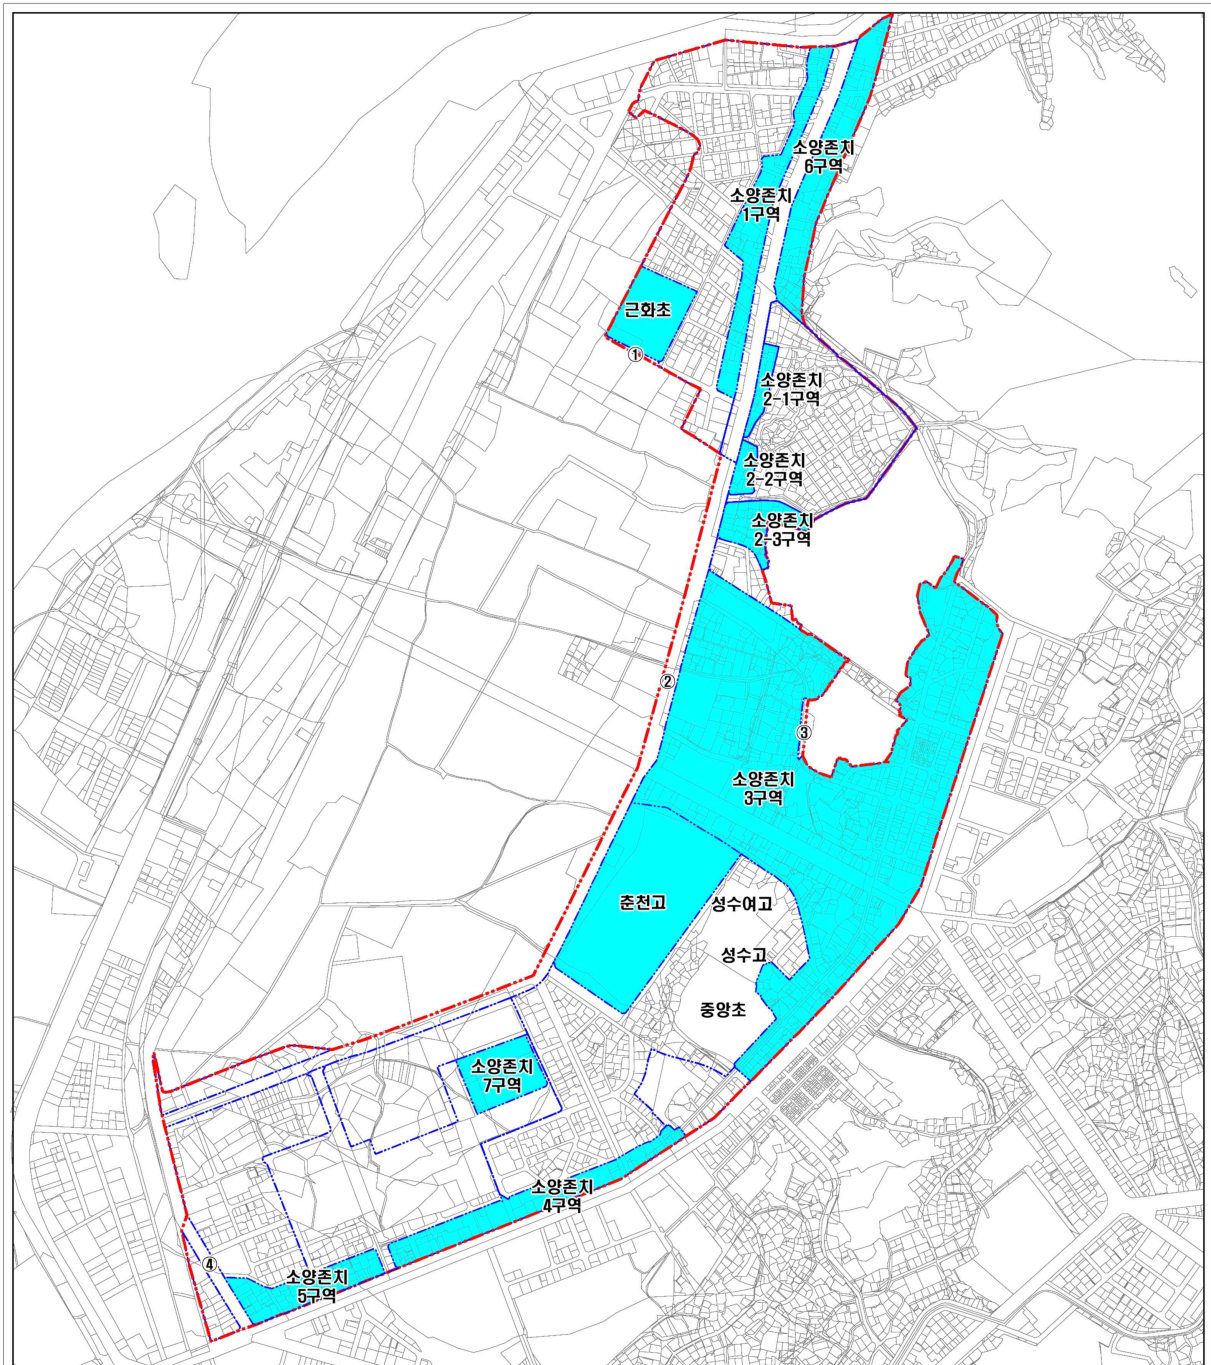 소양존치
6구역
소양존치
1구역
근화초
①
소양존치
2-1구역
소양존치
2-2구역
소양존치
2-3구역
②
③
소양존치
3구역
춘천고
성수여고
성수고
중앙초
소양존치
7구역
소양존치
4구역
④
소양존치
5구역